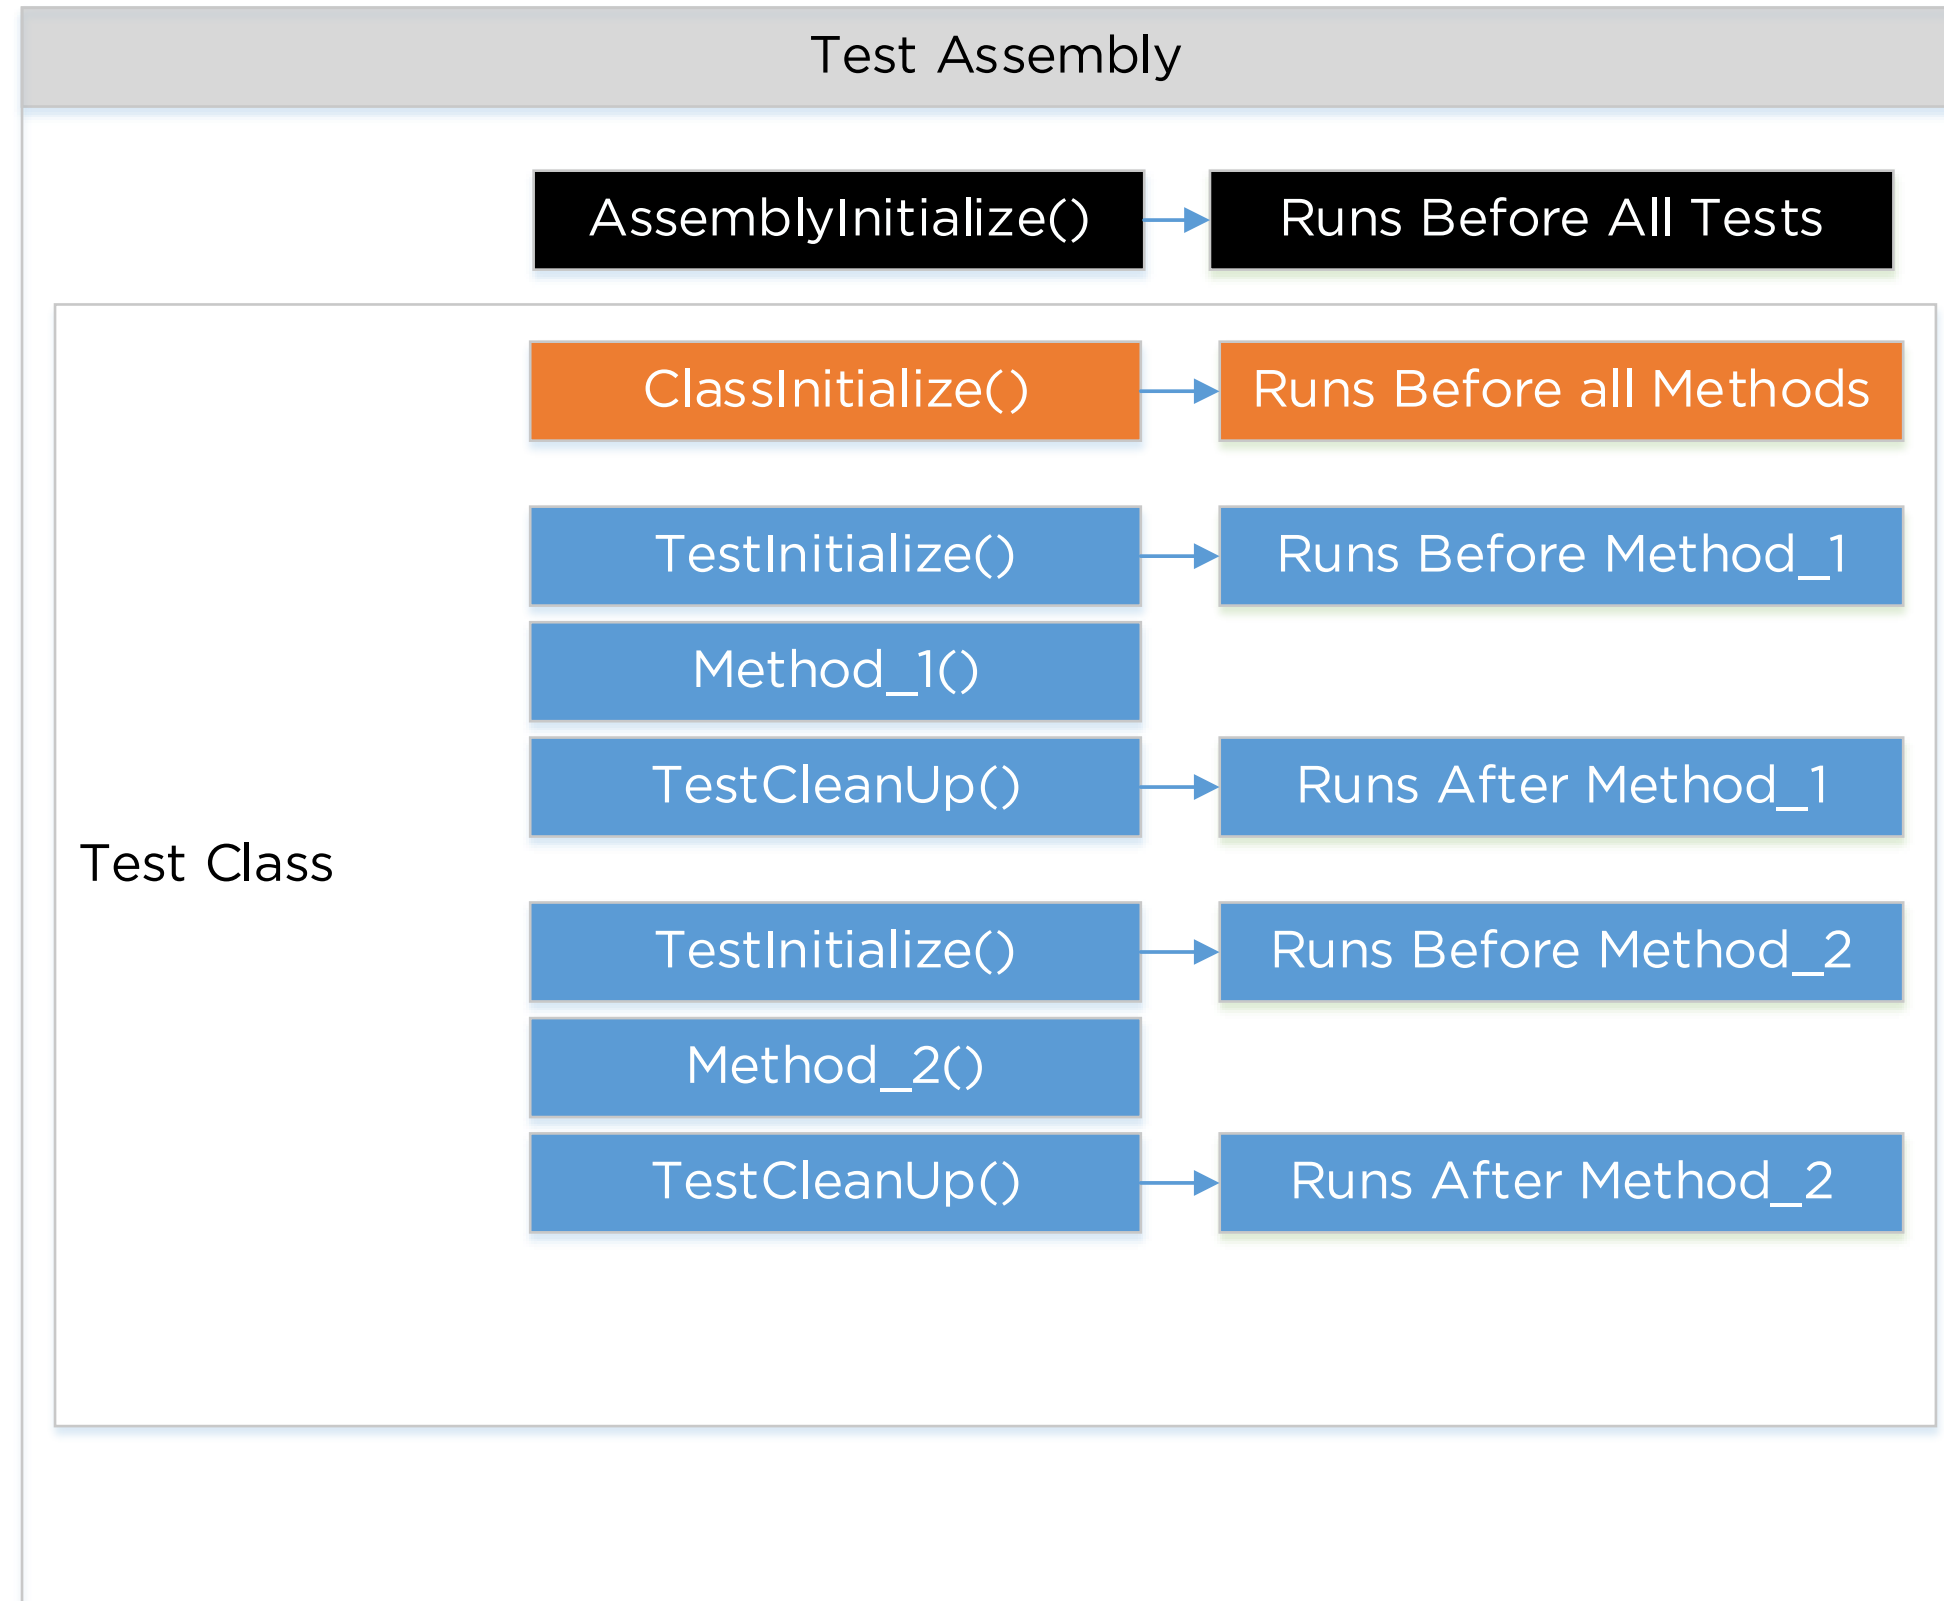 Test Assembly
AssemblyInitialize()
Runs Before All Tests
ClassInitialize()
Runs Before all Methods
TestInitialize()
Runs Before Method_1
Method_1()
TestCleanUp()
Runs After Method_1
Test Class
TestInitialize()
Runs Before Method_2
Method_2()
TestCleanUp()
Runs After Method_2